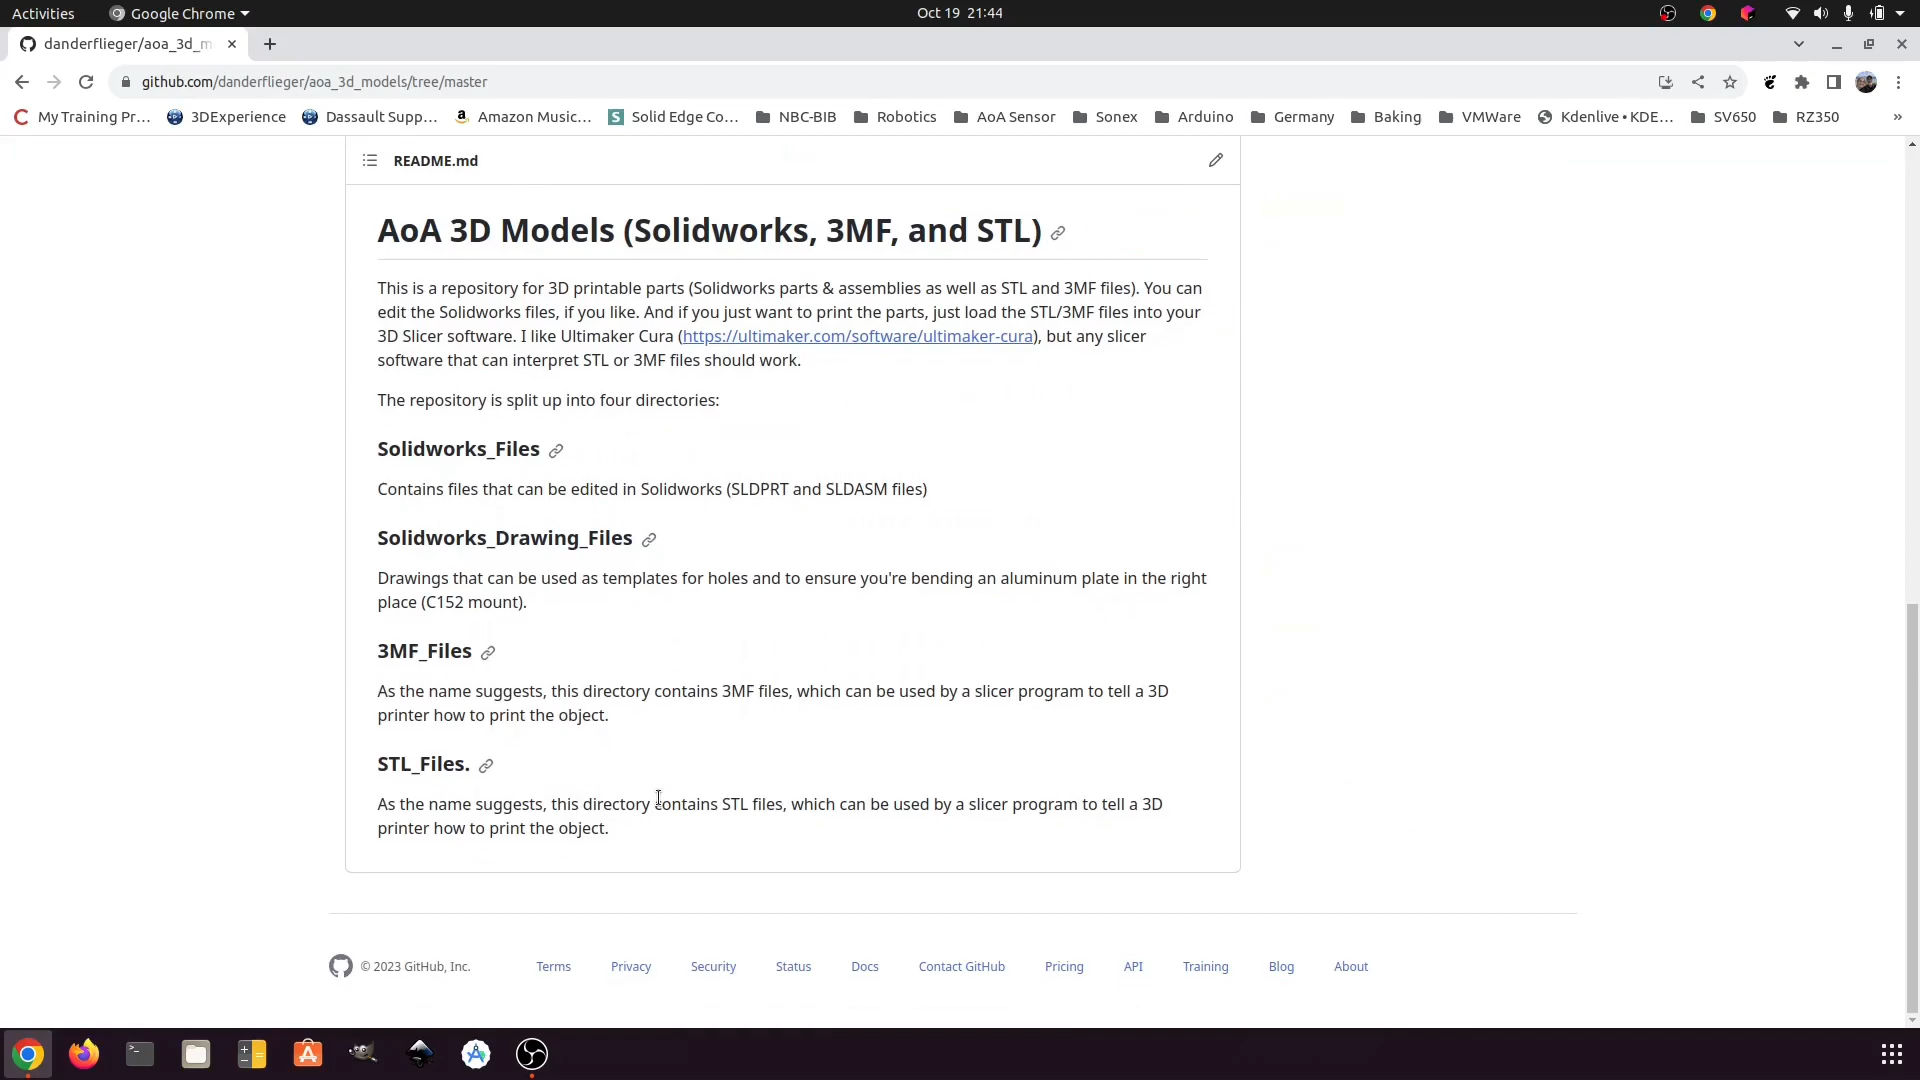 Activities Google Chrome Oct 19 21:44
danderflieger/aoa_3d_m
github.com/danderflieger/aoa_3d_models/tree/master
My Training Pr... 3DExperience Dassault Supp... Amazon Music... Solid Edge Co... NBC-BIB Robotics AoA Sensor Sonex Arduino Germany Baking VMWare Kdenlive • KDE... SV650 RZ350 »
README.md
AoA 3D Models (Solidworks, 3MF, and STL)
This is a repository for 3D printable parts (Solidworks parts & assemblies as well as STL and 3MF files). You can
edit the Solidworks files, if you like. And if you just want to print the parts, just load the STL/3MF files into your
3D Slicer software. I like Ultimaker Cura (https://ultimaker.com/software/ultimaker-cura), but any slicer
software that can interpret STL or 3MF files should work.
The repository is split up into four directories:
Solidworks_Files
Contains files that can be edited in Solidworks (SLDPRT and SLDASM files)
Solidworks_Drawing_Files
Drawings that can be used as templates for holes and to ensure you're bending an aluminum plate in the right
place (C152 mount).
3MF_Files
As the name suggests, this directory contains 3MF files, which can be used by a slicer program to tell a 3D
printer how to print the object.
STL_Files.
As the name suggests, this directory contains STL files, which can be used by a slicer program to tell a 3D
printer how to print the object.
© 2023 GitHub, Inc. Terms Privacy Security Status Docs Contact GitHub Pricing API Training Blog About